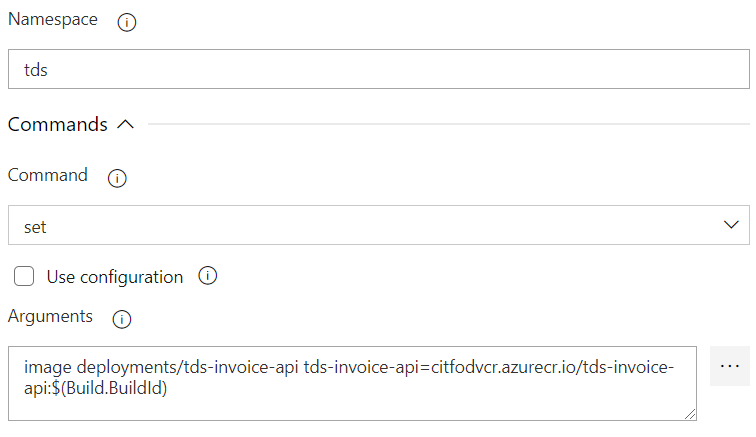 Namespace
tds
Commands
Command
set
Use configuration
Arguments
image deployments/tds-invoice-api tds-invoice-api=citfodvcr.azurecr.io/tds-invoice-
api:$(Build.BuildId)
...